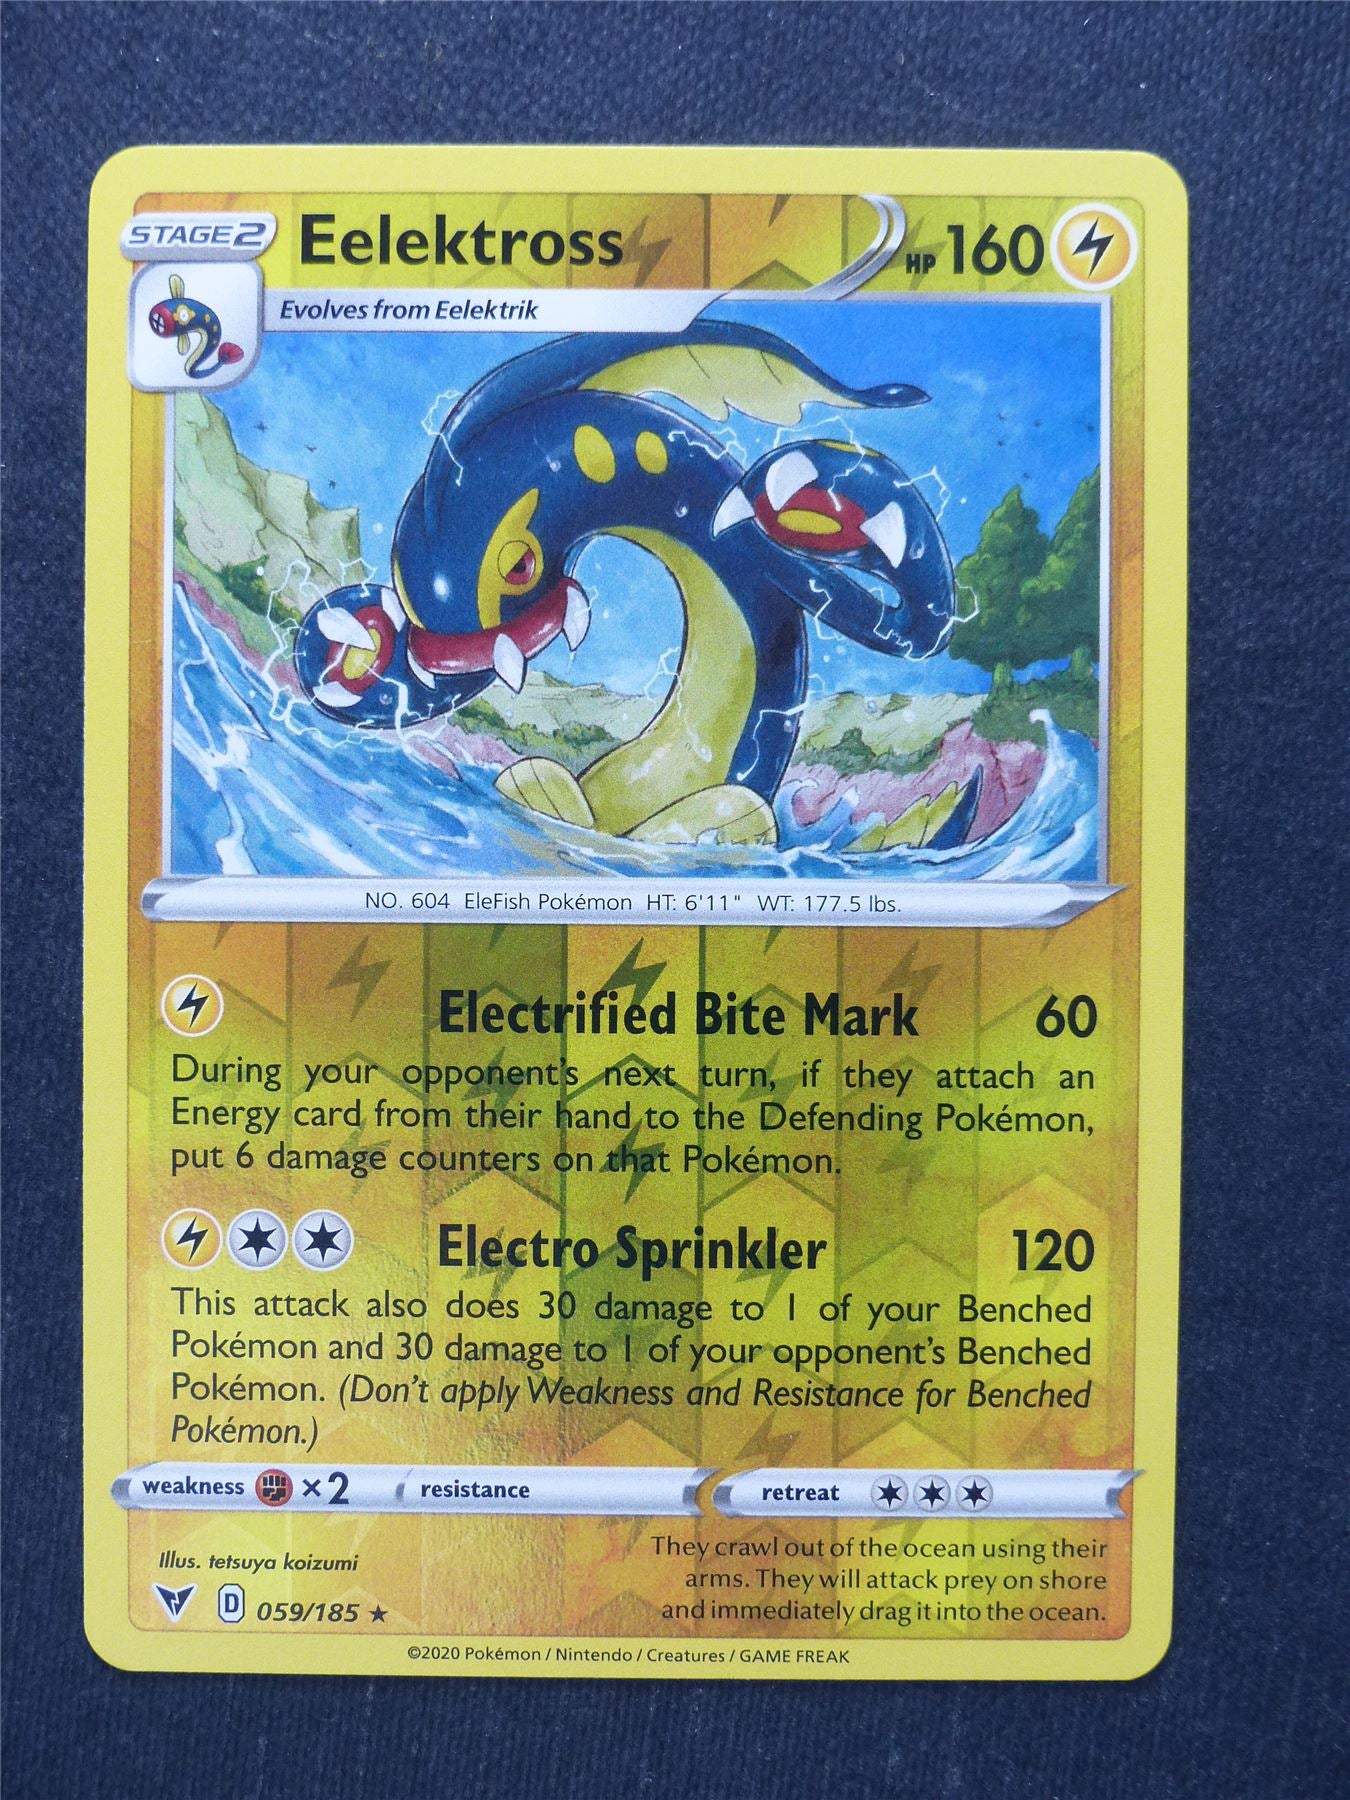 STAGE 2
Eelektross
HP 160
Evolves from Eelektrik
NO. 604 EleFish Pokémon HT: 6'11" WT: 177.5 lbs.
Electrified Bite Mark 60
During your opponent's next turn, if they attach an
Energy card from their hand to the Defending Pokémon,
put 6 damage counters on that Pokémon.
Electro Sprinkler 120
This attack also does 30 damage to 1 of your Benched
Pokémon and 30 damage to 1 of your opponent's Benched
Pokémon. (Don't apply Weakness and Resistance for Benched
Pokémon.)
weakness ×2 resistance retreat
Illus. tetsuya koizumi
They crawl out of the ocean using their
arms. They will attack prey on shore
and immediately drag it into the ocean.
D 059/185 ★
©2020 Pokémon / Nintendo / Creatures / GAME FREAK